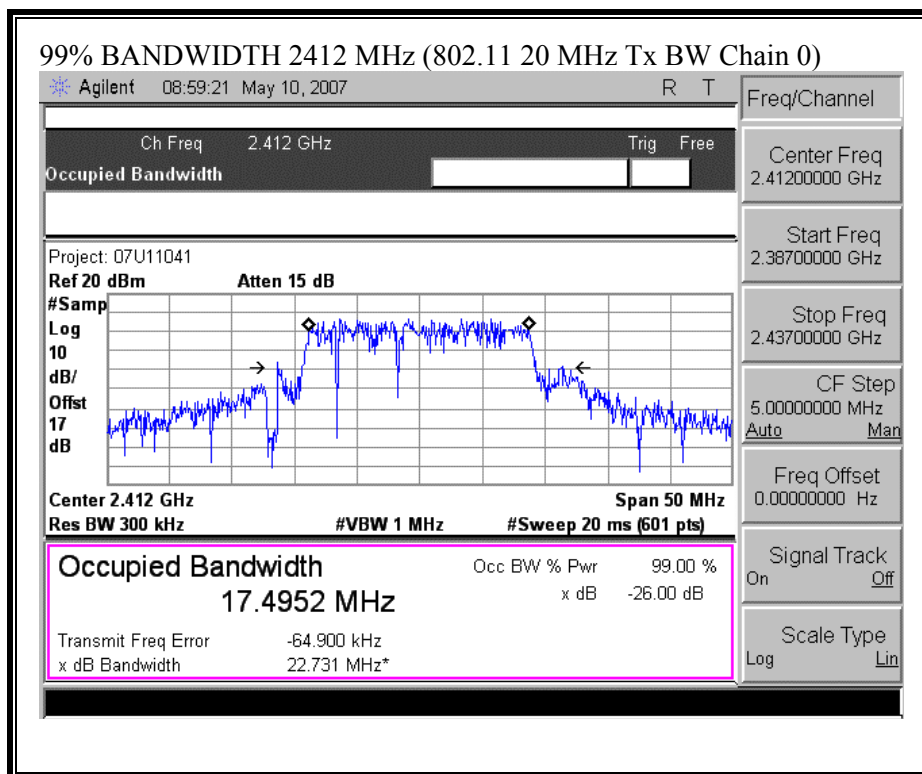 99% BANDWIDTH 2412 MHz (802.11 20 MHz Tx BW Chain 0)
Agilent 08:59:21 May 10, 2007 R T
Freq/Channel
Ch Freq 2.412 GHz Trig Free
Occupied Bandwidth
Center Freq
2.41200000 GHz
Start Freq
2.38700000 GHz
Stop Freq
2.43700000 GHz
CF Step
5.00000000 MHz
Auto Man
Freq Offset
0.00000000 Hz
Signal Track
On Off
Scale Type
Log Lin
Project: 07U11041
Ref 20 dBm Atten 15 dB
#Samp
Log
10
dB/
Offst
17
dB
Center 2.412 GHz Span 50 MHz
Res BW 300 kHz #VBW 1 MHz #Sweep 20 ms (601 pts)
Occupied Bandwidth
17.4952 MHz
Occ BW % Pwr 99.00 %
x dB -26.00 dB
Transmit Freq Error -64.900 kHz
x dB Bandwidth 22.731 MHz*